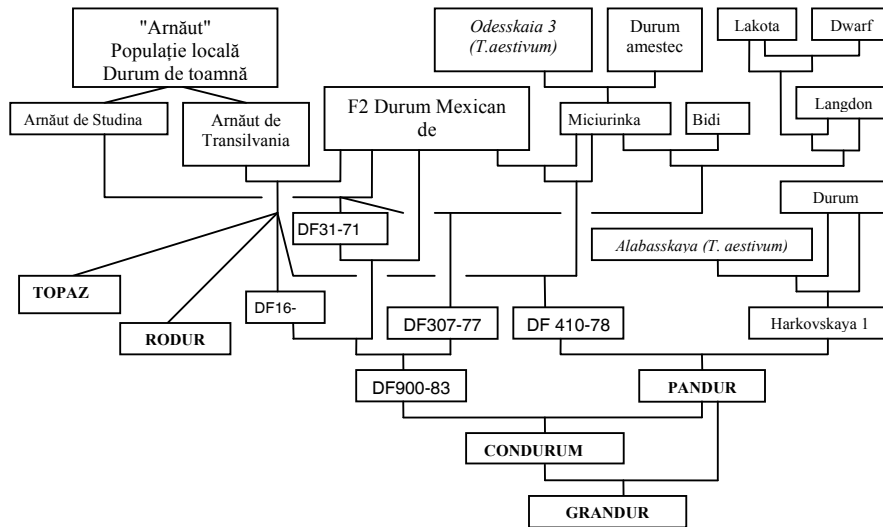 "Arnăut"
Populație locală
Durum de toamnă
Odesskaia 3
(T.aestivum)
Durum
amestec
Lakota
Dwarf
Arnăut de Studina
Arnăut de
Transilvania
F2 Durum Mexican
de
Miciurinka
Bidi
Langdon
DF31-71
Durum
Alabasskaya (T. aestivum)
TOPAZ
DF16-
RODUR
DF307-77
DF 410-78
Harkovskaya 1
DF900-83
PANDUR
CONDURUM
GRANDUR